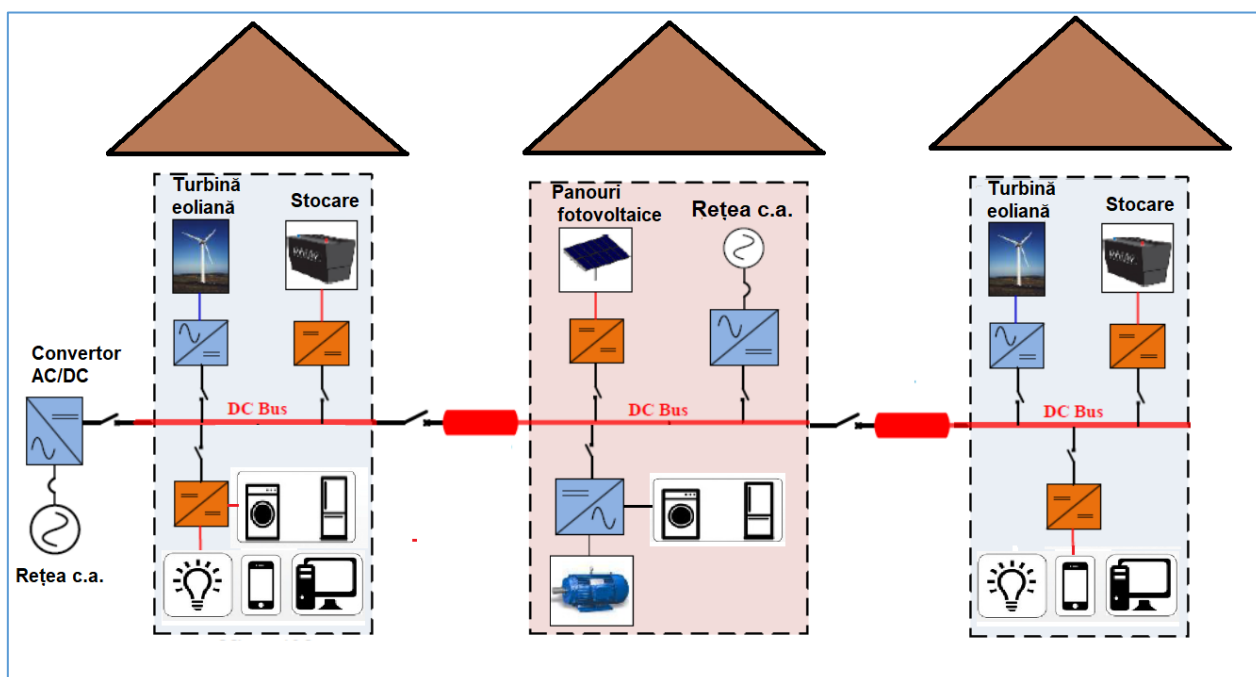 Turbină
eoliană
Stocare
Convertor
AC/DC
DC Bus
Rețea c.a.
Panouri
fotovoltaice
Rețea c.a.
DC Bus
Turbină
eoliană
Stocare
DC Bus